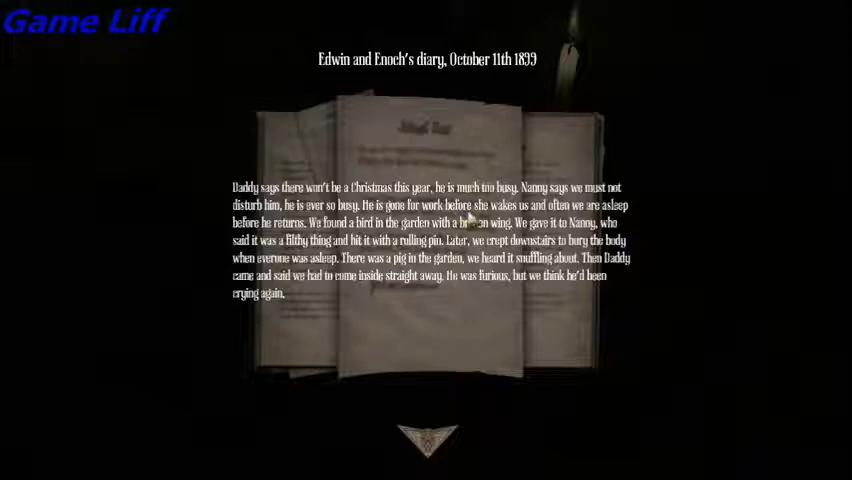 Game Liff
Edwin and Enoch's diary, October 11th 1899
Daddy says there won't be a Christmas this year, he is much too busy. Nanny says we must not
disturb him, he is ever so busy. He is gone for work before she wakes us and often we are asleep
before he returns. We found a bird in the garden with a broken wing. We gave it to Nanny, who
said it was a filthy thing and hit it with a rolling pin. Later, we crept downstairs to bury the body
when everyone was asleep. There was a pig in the garden, we heard it snuffling about. Then Daddy
came and said we had to come inside straight away. He was furious, but we think he'd been
crying again.